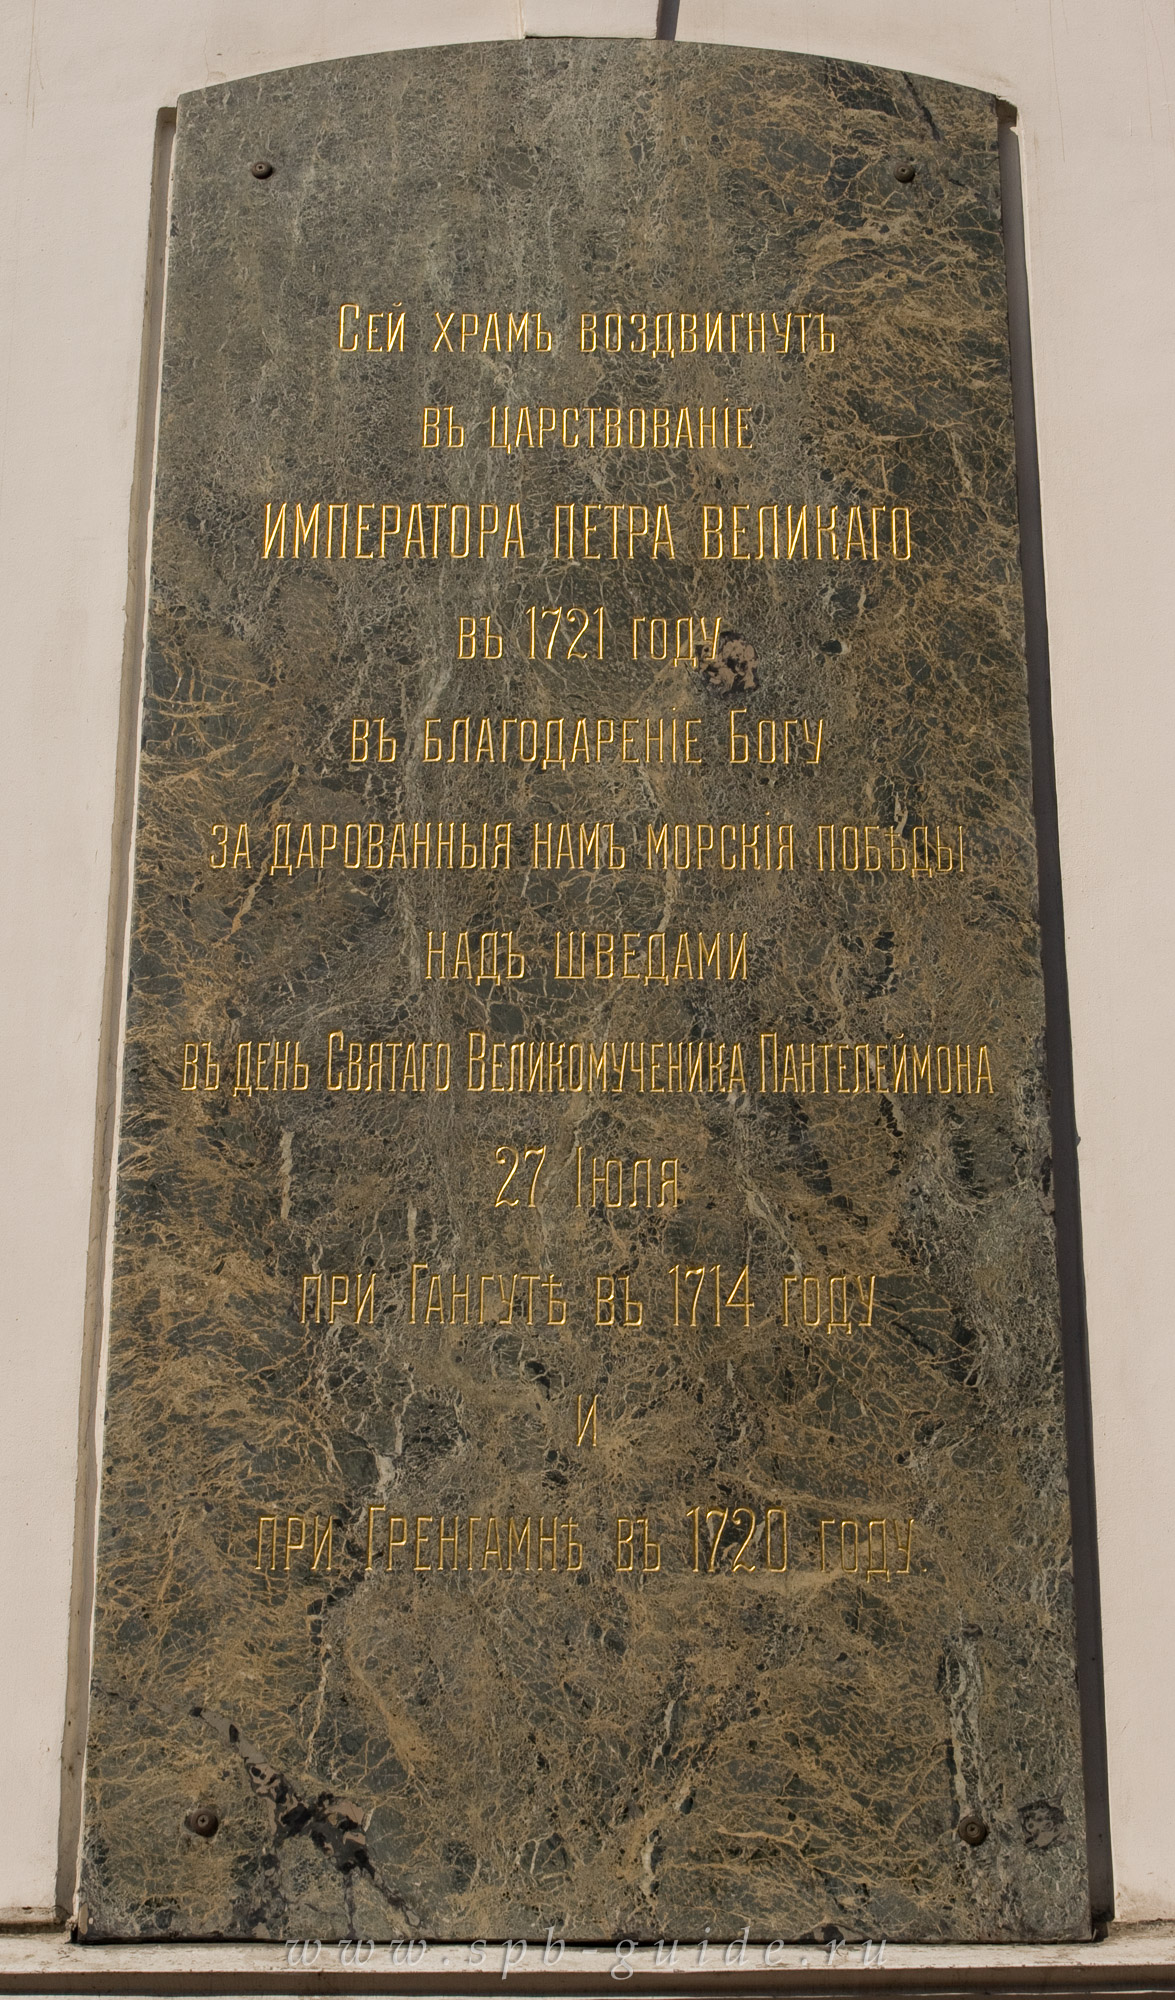 Сей храмъ воздвигнутъ
въ царствованіе
ИМПЕРАТОРА ПЕТРА ВЕЛИКАГО
въ 1721 году
въ благодареніе Богу
за дарованныя намъ морскія побѣды
надъ шведами
въ день Святаго Великомученика Пантелеймона
27 Іюля
при Гангутѣ въ 1714 году
и
при Гренгамнѣ въ 1720 году.
www.spb-guide.ru